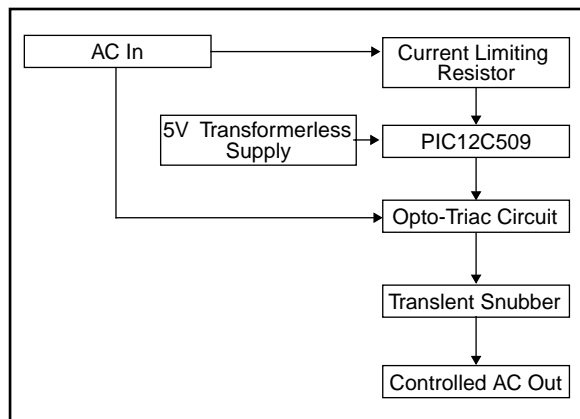 AC In
Current Limiting
Resistor
5V Transformerless
Supply
PIC12C509
Opto-Triac Circuit
Translent Snubber
Controlled AC Out